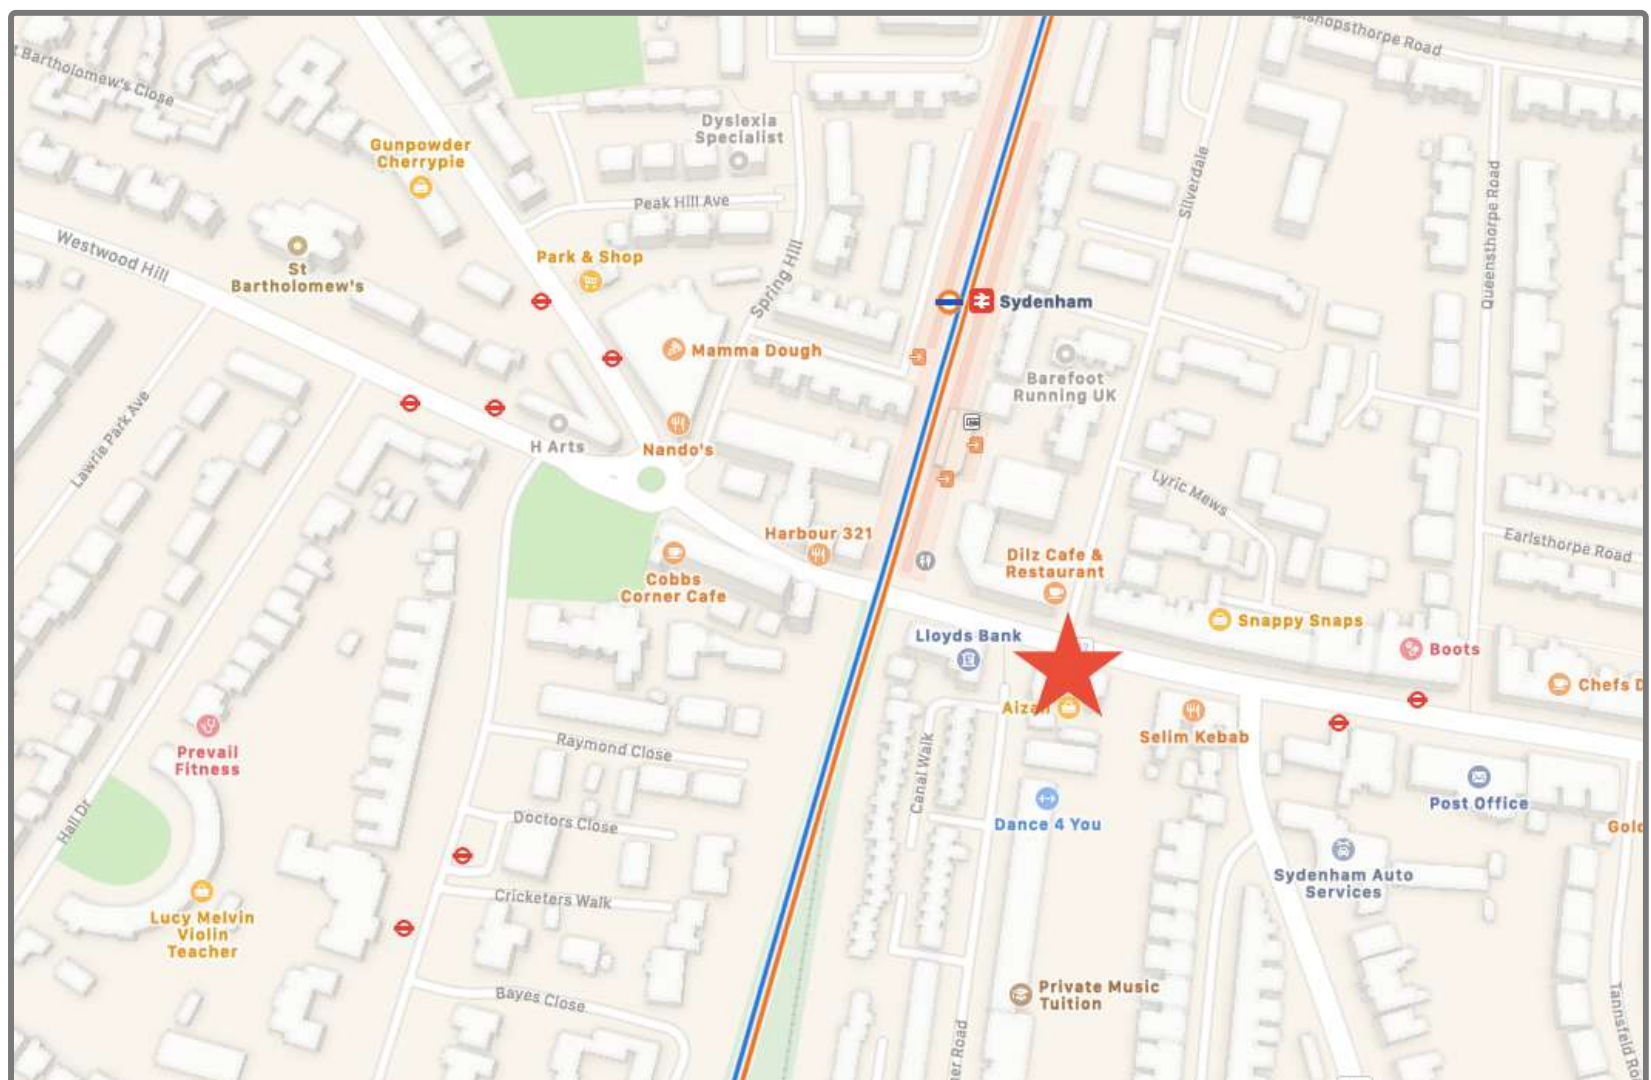 Bishopsthorpe Road
Bartholomew's Close
Dyslexia
Specialist
Gunpowder
Cherrypie
Silverdale
Queensthorpe Road
Peak Hill Ave
Westwood Hill
St
Bartholomew's
Park & Shop
Spring Hill
Sydenham
Mamma Dough
Barefoot
Running UK
Lawrie Park Ave
H Arts
Nando's
Lyric Mews
Harbour 321
Earlsthorpe Road
Dilz Cafe &
Restaurant
Cobbs
Corner Cafe
Snappy Snaps
Lloyds Bank
Boots
Chefs D
Aizah
Selim Kebab
Prevail
Fitness
Raymond Close
Canal Walk
Post Office
Hall Dr
Doctors Close
Dance 4 You
Gold
Sydenham Auto
Services
Cricketers Walk
Lucy Melvin
Violin
Teacher
Bayes Close
Private Music
Tuition
Tannsfeld Ro
ner Road